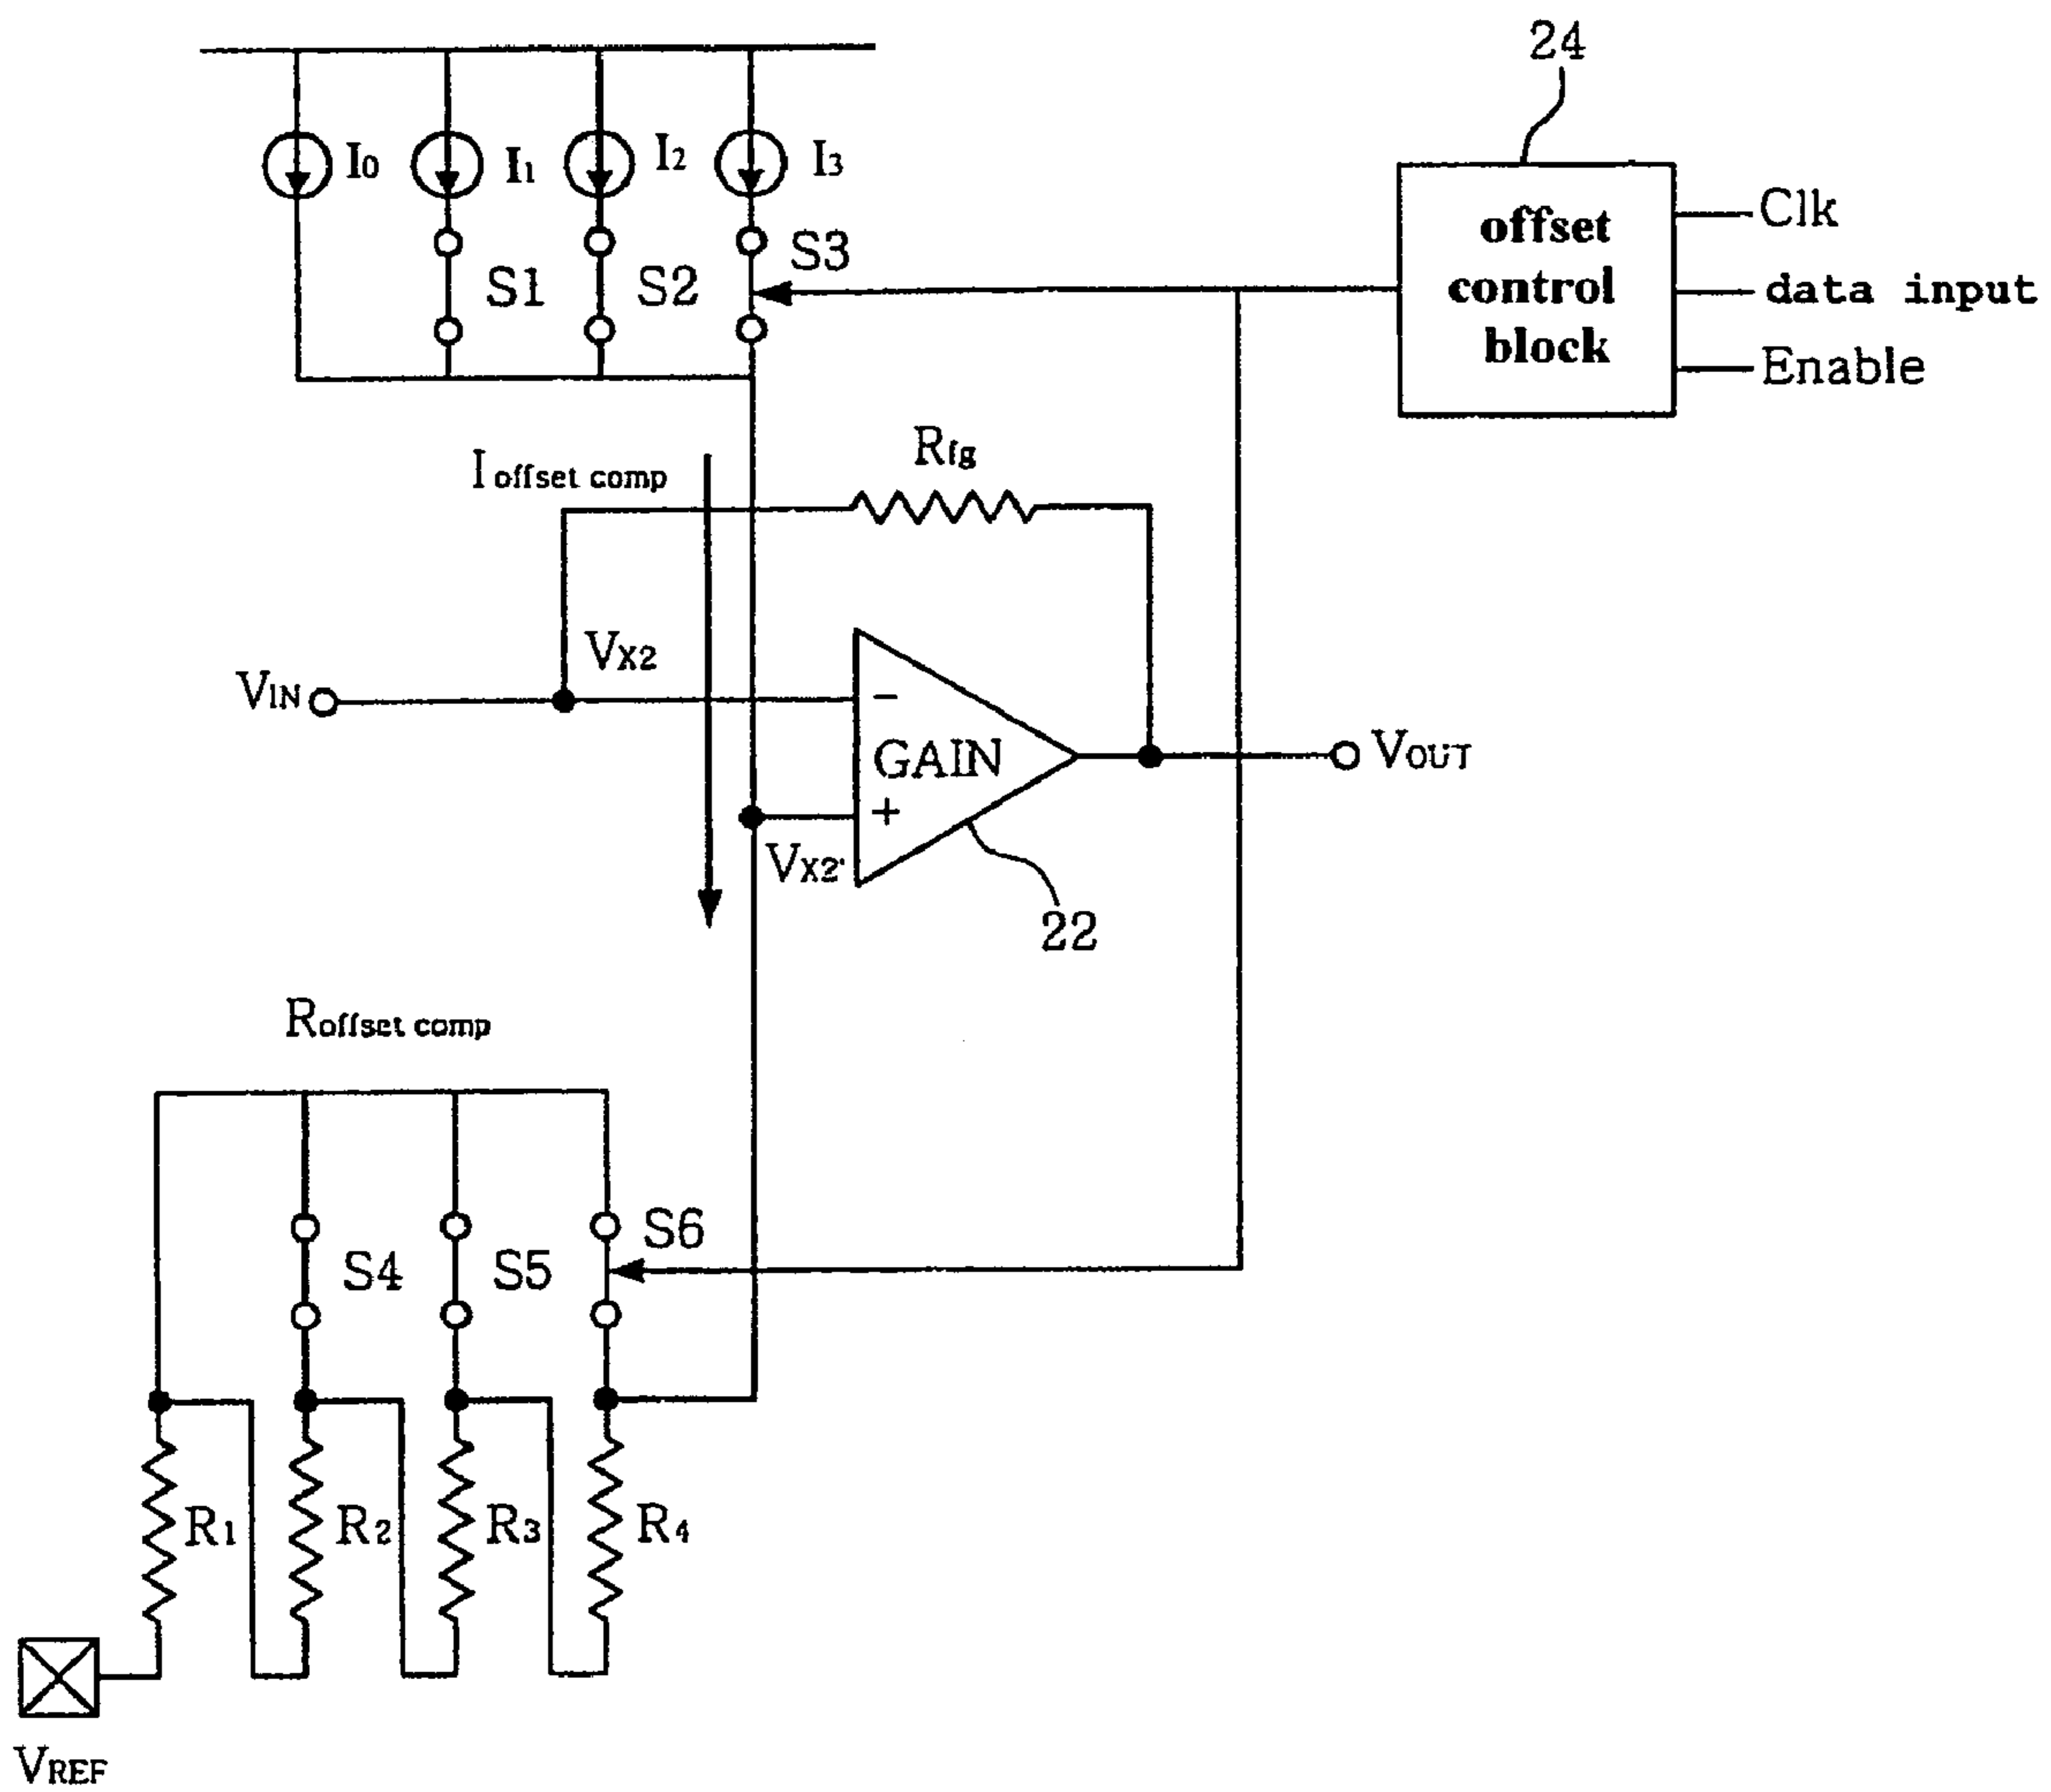 24
I0
I1
I2
I3
S1
S2
S3
offset
control
block
Clk
data input
Enable
I offset comp
Rfg
VX2
VIN
-
GAIN
+
VOUT
VX2'
22
Roffset comp
S4
S5
S6
R1
R2
R3
R4
VREF